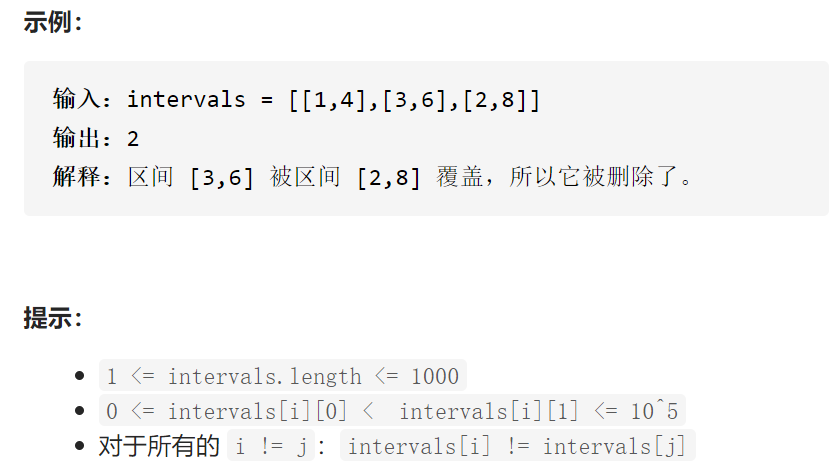 示例：
输入：intervals = [[1,4],[3,6],[2,8]]
输出：2
解释：区间 [3,6] 被区间 [2,8] 覆盖，所以它被删除了。
提示：
• 1 <= intervals.length <= 1000
• 0 <= intervals[i][0] <  intervals[i][1] <= 10^5
• 对于所有的 i != j：intervals[i] != intervals[j]